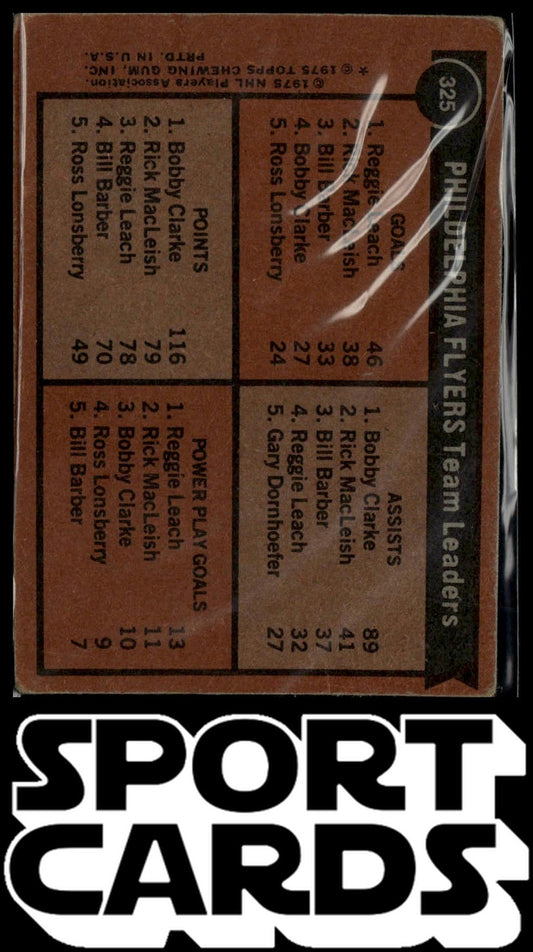 325
PHILDELPHIA FLYERS Team Leaders
GOALS
1. Reggie Leach 46
2. Rick MacLeish 38
3. Bill Barber 33
4. Bobby Clarke 27
5. Ross Lonsberry 24
ASSISTS
1. Bobby Clarke 89
2. Rick MacLeish 41
3. Bill Barber 37
4. Reggie Leach 32
5. Gary Dornhoefer 27
POINTS
1. Bobby Clarke 116
2. Rick MacLeish 79
3. Reggie Leach 78
4. Bill Barber 70
5. Ross Lonsberry 49
POWER PLAY GOALS
1. Reggie Leach 13
2. Rick MacLeish 11
3. Bobby Clarke 10
4. Ross Lonsberry 9
5. Bill Barber 7
© 1975 NHL Players Association.
* © 1975 TOPPS CHEWING GUM, INC.
PRTD. IN U.S.A.
SPORT
CARDS